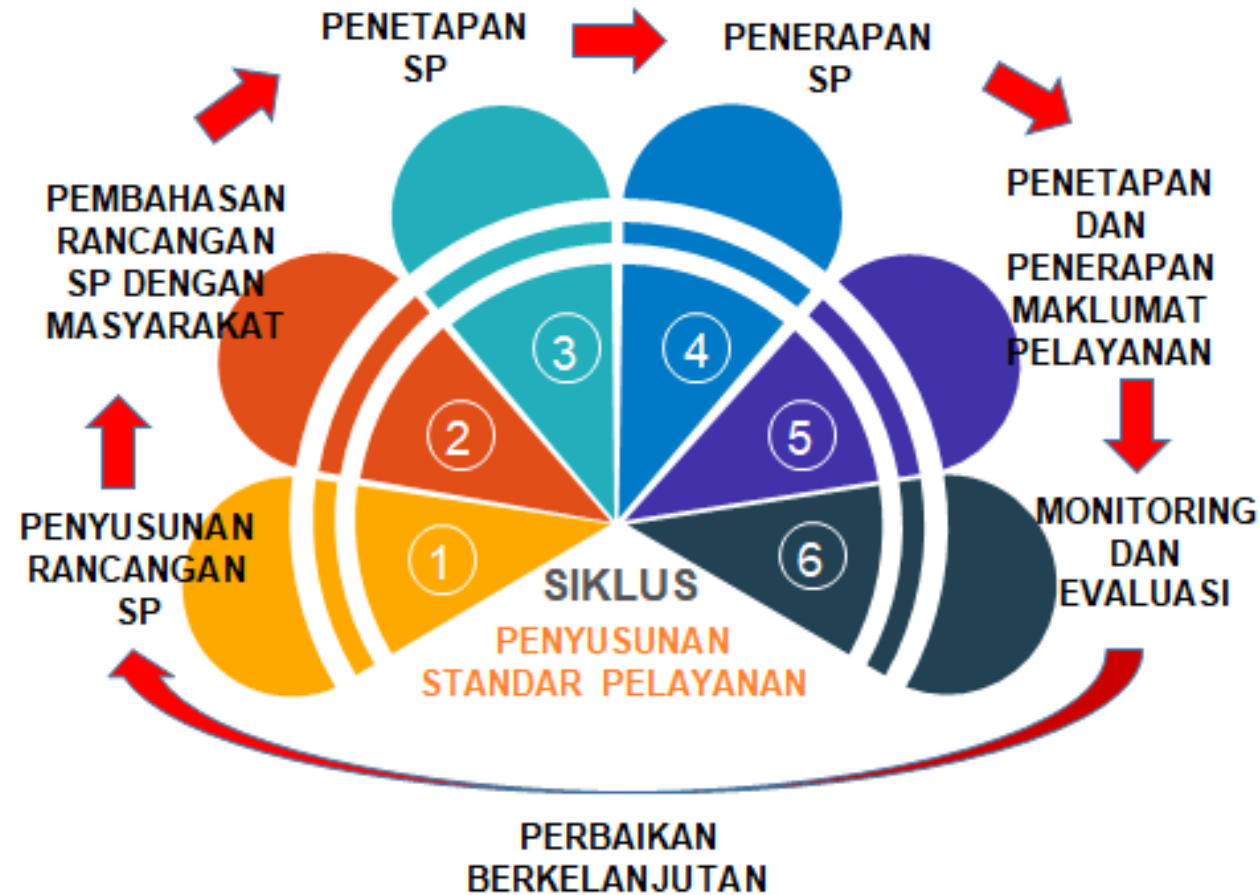 PENETAPAN
SP
PENERAPAN
SP
PEMBAHASAN
RANCANGAN
SP DENGAN
MASYARAKAT
PENETAPAN
DAN
PENERAPAN
MAKLUMAT
PELAYANAN
3
4
2
5
1
6
PENYUSUNAN
RANCANGAN
SP
MONITORING
DAN
EVALUASI
SIKLUS
PENYUSUNAN
STANDAR PELAYANAN
PERBAIKAN
BERKELANJUTAN